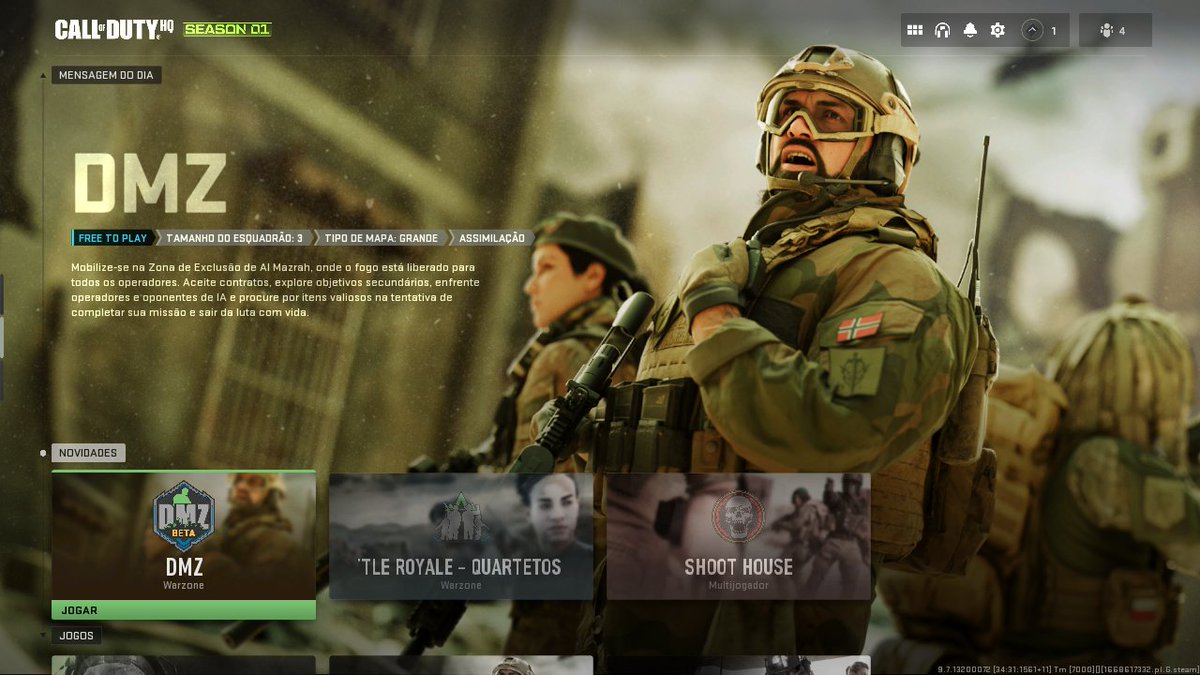 CALL OF DUTY HQ SEASON 01
1
4
MENSAGEM DO DIA
DMZ
FREE TO PLAY TAMANHO DO ESQUADRÃO: 3 TIPO DE MAPA: GRANDE ASSIMILAÇÃO
Mobilize-se na Zona de Exclusão de Al Mazrah, onde o fogo está liberado para
todos os operadores. Aceite contratos, explore objetivos secundários, enfrente
operadores e oponentes de IA e procure por itens valiosos na tentativa de
completar sua missão e sair da luta com vida.
NOVIDADES
DMZ
BETA
DMZ
Warzone
JOGAR
TLE ROYALE - QUARTETOS
Warzone
SHOOT HOUSE
Multijogador
JOGOS
9.7.13200072 [34:31:1561+11] Tm [7000][][1668617332.pl.G.steam]